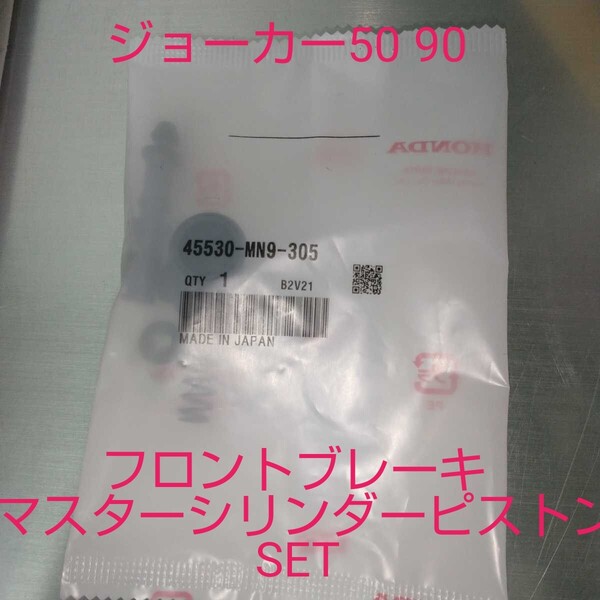 ジョーカー50 90
HONDA
45530-MN9-305
QTY 1 B2V21
MADE IN JAPAN
フロントブレーキ
マスターシリンダーピストン
SET